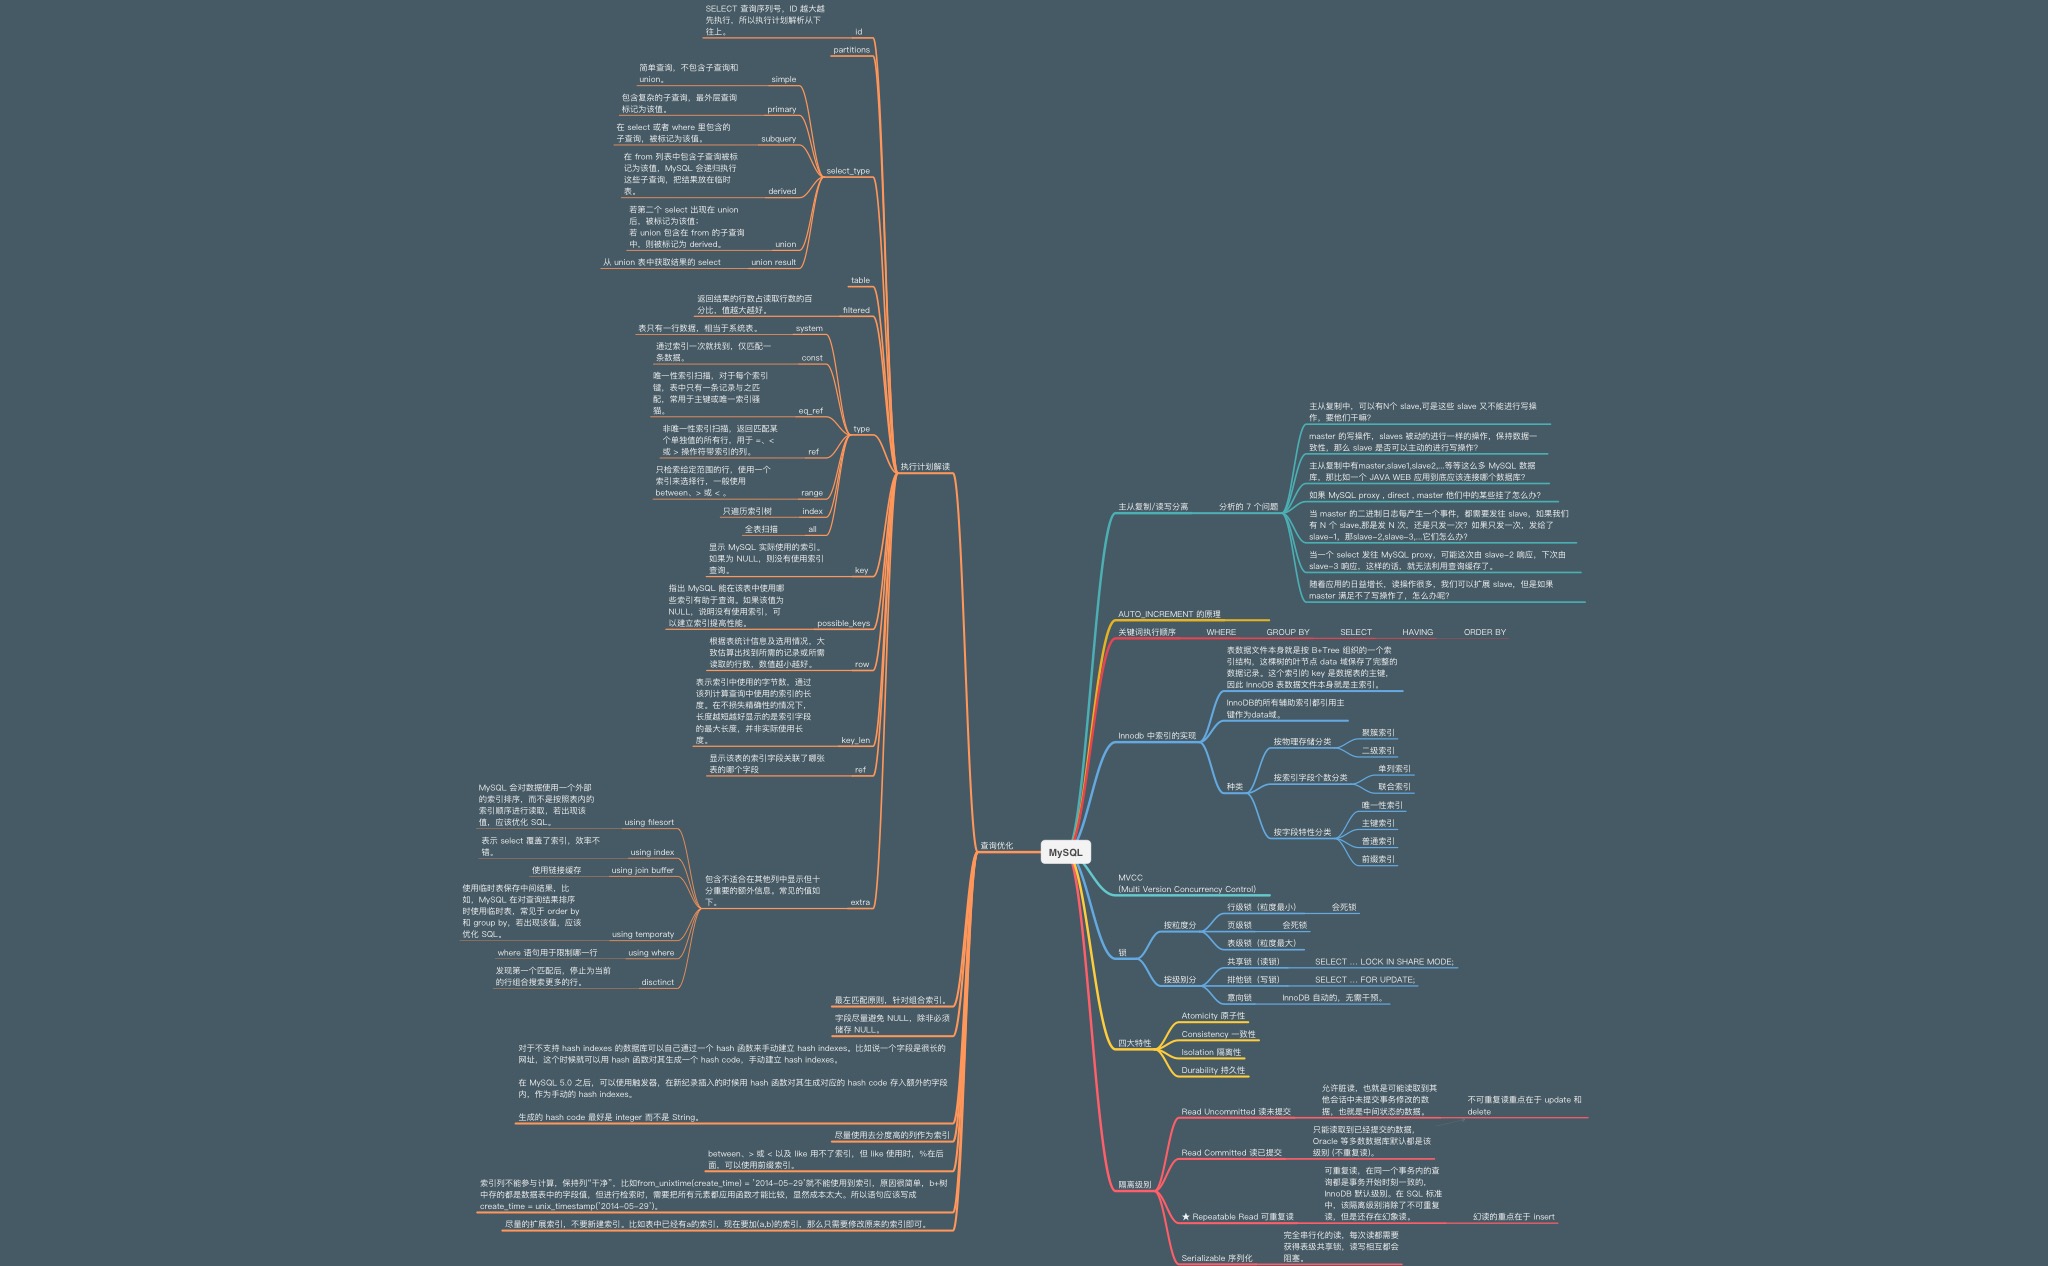 MySQL
主从复制/读写分离
分析的 7 个问题
主从复制中，可以有N个 slave,可是这些 slave 又不能进行写操
作，要他们干嘛？
master 的写操作，slaves 被动的进行一样的操作，保持数据一
致性，那么 slave 是否可以主动的进行写操作？
主从复制中有master,slave1,slave2,...等等这么多 MySQL 数据
库，那比如一个 JAVA WEB 应用到底应该连接哪个数据库？
如果 MySQL proxy , direct , master 他们中的某些挂了怎么办？
当 master 的二进制日志每产生一个事件，都需要发往 slave，如果我们
有 N 个 slave,那是发 N 次，还是只发一次？如果只发一次，发给了
slave-1，那slave-2,slave-3,...它们怎么办？
当一个 select 发往 MySQL proxy，可能这次由 slave-2 响应，下次由
slave-3 响应，这样的话，就无法利用查询缓存了。
随着应用的日益增长，读操作很多，我们可以扩展 slave，但是如果
master 满足不了写操作了，怎么办呢？
AUTO_INCREMENT 的原理
关键词执行顺序
WHERE
GROUP BY
SELECT
HAVING
ORDER BY
Innodb 中索引的实现
表数据文件本身就是按 B+Tree 组织的一个索
引结构，这棵树的叶节点 data 域保存了完整的
数据记录。这个索引的 key 是数据表的主键，
因此 InnoDB 表数据文件本身就是主索引。
InnoDB的所有辅助索引都引用主
键作为data域。
种类
按物理存储分类
聚簇索引
二级索引
按索引字段个数分类
单列索引
联合索引
按字段特性分类
唯一性索引
主键索引
普通索引
前缀索引
MVCC
(Multi Version Concurrency Control)
锁
按粒度分
行级锁（粒度最小）
会死锁
页级锁
会死锁
表级锁（粒度最大）
按级别分
共享锁（读锁）
SELECT ... LOCK IN SHARE MODE;
排他锁（写锁）
SELECT ... FOR UPDATE;
意向锁
InnoDB 自动的，无需干预。
四大特性
Atomicity 原子性
Consistency 一致性
Isolation 隔离性
Durability 持久性
隔离级别
Read Uncommitted 读未提交
允许脏读，也就是可能读取到其
他会话中未提交事务修改的数
据，也就是中间状态的数据。
不可重复读重点在于 update 和
delete
Read Committed 读已提交
只能读取到已经提交的数据，
Oracle 等多数数据库默认都是该
级别 (不重复读)。
★ Repeatable Read 可重复读
可重复读，在同一个事务内的查
询都是事务开始时刻一致的，
InnoDB 默认级别。在 SQL 标准
中，该隔离级别消除了不可重复
读，但是还存在幻象读。
幻读的重点在于 insert
Serializable 序列化
完全串行化的读，每次读都需要
获得表级共享锁，读写相互都会
阻塞。
查询优化
执行计划解读
id
SELECT 查询序列号，ID 越大越
先执行，所以执行计划解析从下
往上。
partitions
select_type
simple
简单查询，不包含子查询和
union。
primary
包含复杂的子查询，最外层查询
标记为该值。
subquery
在 select 或者 where 里包含的
子查询，被标记为该值。
derived
在 from 列表中包含子查询被标
记为该值，MySQL 会递归执行
这些子查询，把结果放在临时
表。
union
若第二个 select 出现在 union
后，被标记为该值；
若 union 包含在 from 的子查询
中，则被标记为 derived。
union result
从 union 表中获取结果的 select
table
filtered
返回结果的行数占读取行数的百
分比，值越大越好。
type
system
表只有一行数据，相当于系统表。
const
通过索引一次就找到，仅匹配一
条数据。
eq_ref
唯一性索引扫描，对于每个索引
键，表中只有一条记录与之匹
配，常用于主键或唯一索引骚
猫。
ref
非唯一性索引扫描，返回匹配某
个单独值的所有行，用于 =、<
或 > 操作符带索引的列。
range
只检索给定范围的行，使用一个
索引来选择行，一般使用
between、> 或 < 。
index
只遍历索引树
all
全表扫描
key
显示 MySQL 实际使用的索引。
如果为 NULL，则没有使用索引
查询。
possible_keys
指出 MySQL 能在该表中使用哪
些索引有助于查询。如果该值为
NULL，说明没有使用索引，可
以建立索引提高性能。
row
根据表统计信息及选用情况，大
致估算出找到所需的记录或所需
读取的行数，数值越小越好。
key_len
表示索引中使用的字节数，通过
该列计算查询中使用的索引的长
度。在不损失精确性的情况下，
长度越短越好显示的是索引字段
的最大长度，并非实际使用长
度。
ref
显示该表的索引字段关联了哪张
表的哪个字段
extra
包含不适合在其他列中显示但十
分重要的额外信息。常见的值如
下。
using filesort
MySQL 会对数据使用一个外部
的索引排序，而不是按照表内的
索引顺序进行读取，若出现该
值，应该优化 SQL。
using index
表示 select 覆盖了索引，效率不
错。
using join buffer
使用链接缓存
using temporaty
使用临时表保存中间结果，比
如，MySQL 在对查询结果排序
时使用临时表，常见于 order by
和 group by，若出现该值，应该
优化 SQL。
using where
where 语句用于限制哪一行
disctinct
发现第一个匹配后，停止为当前
的行组合搜索更多的行。
最左匹配原则，针对组合索引。
字段尽量避免 NULL，除非必须
储存 NULL。
对于不支持 hash indexes 的数据库可以自己通过一个 hash 函数来手动建立 hash indexes。比如说一个字段是很长的
网址，这个时候就可以用 hash 函数对其生成一个 hash code，手动建立 hash indexes。
在 MySQL 5.0 之后，可以使用触发器，在新纪录插入的时候用 hash 函数对其生成对应的 hash code 存入额外的字段
内，作为手动的 hash indexes。
生成的 hash code 最好是 integer 而不是 String。
尽量使用去分度高的列作为索引
between、> 或 < 以及 like 用不了索引，但 like 使用时，%在后
面，可以使用前缀索引。
索引列不能参与计算，保持列“干净”，比如from_unixtime(create_time) = '2014-05-29'就不能使用到索引，原因很简单，b+树
中存的都是数据表中的字段值，但进行检索时，需要把所有元素都应用函数才能比较，显然成本太大。所以语句应该写成
create_time = unix_timestamp('2014-05-29')。
尽量的扩展索引，不要新建索引。比如表中已经有a的索引，现在要加(a,b)的索引，那么只需要修改原来的索引即可。